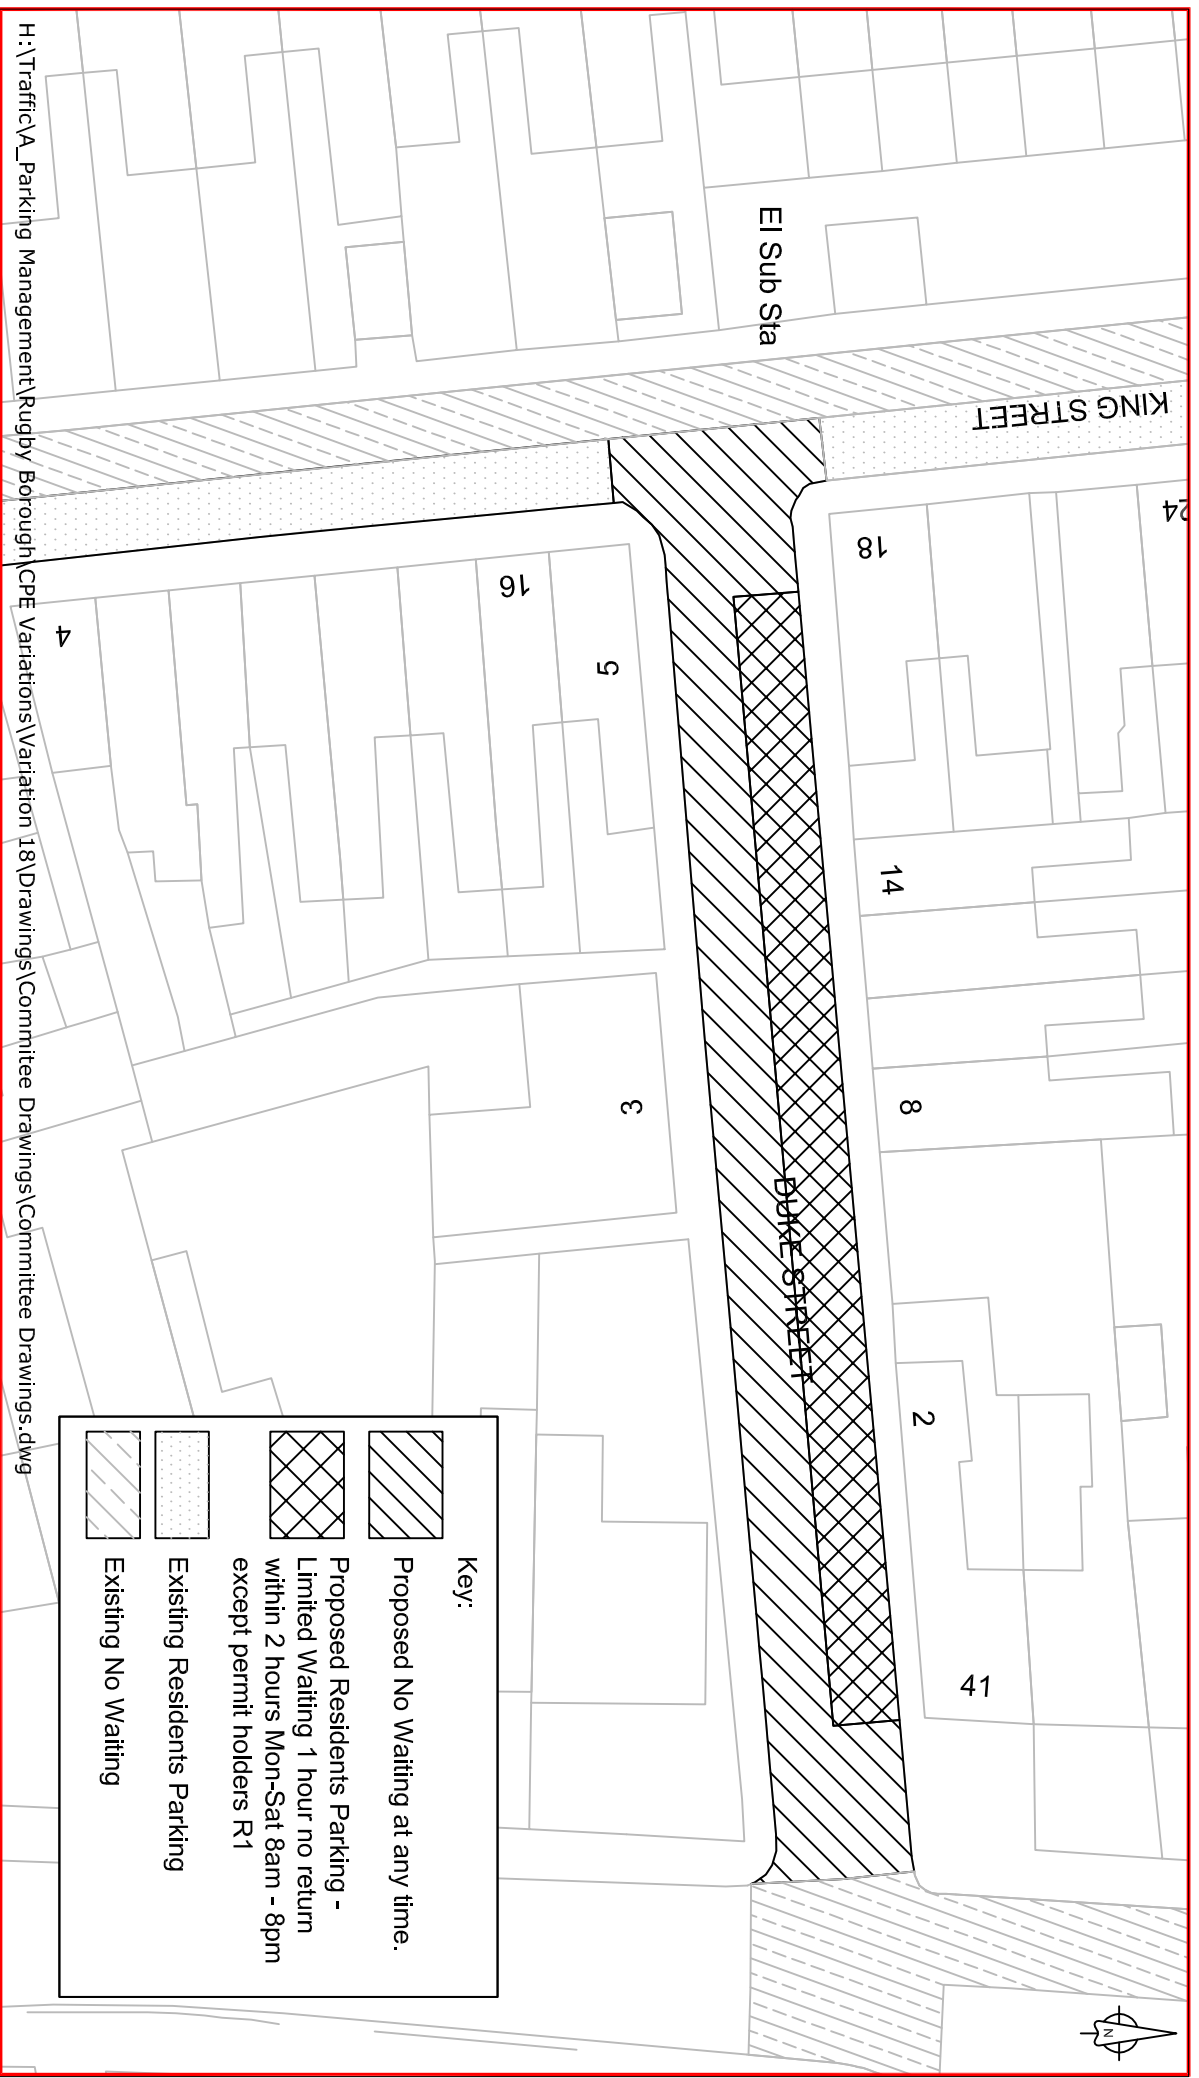 El Sub Sta
KING STREET
24
18
16
4
5
14
3
8
DUKE STREET
2
41
Key:
Proposed No Waiting at any time.
Proposed Residents Parking -
Limited Waiting 1 hour no return
within 2 hours Mon-Sat 8am - 8pm
except permit holders R1
Existing Residents Parking
Existing No Waiting
N
H:\Traffic\A_Parking Management\Rugby Borough\CPE Variations\Variation 18\Drawings\Commitee Drawings\Committee Drawings.dwg